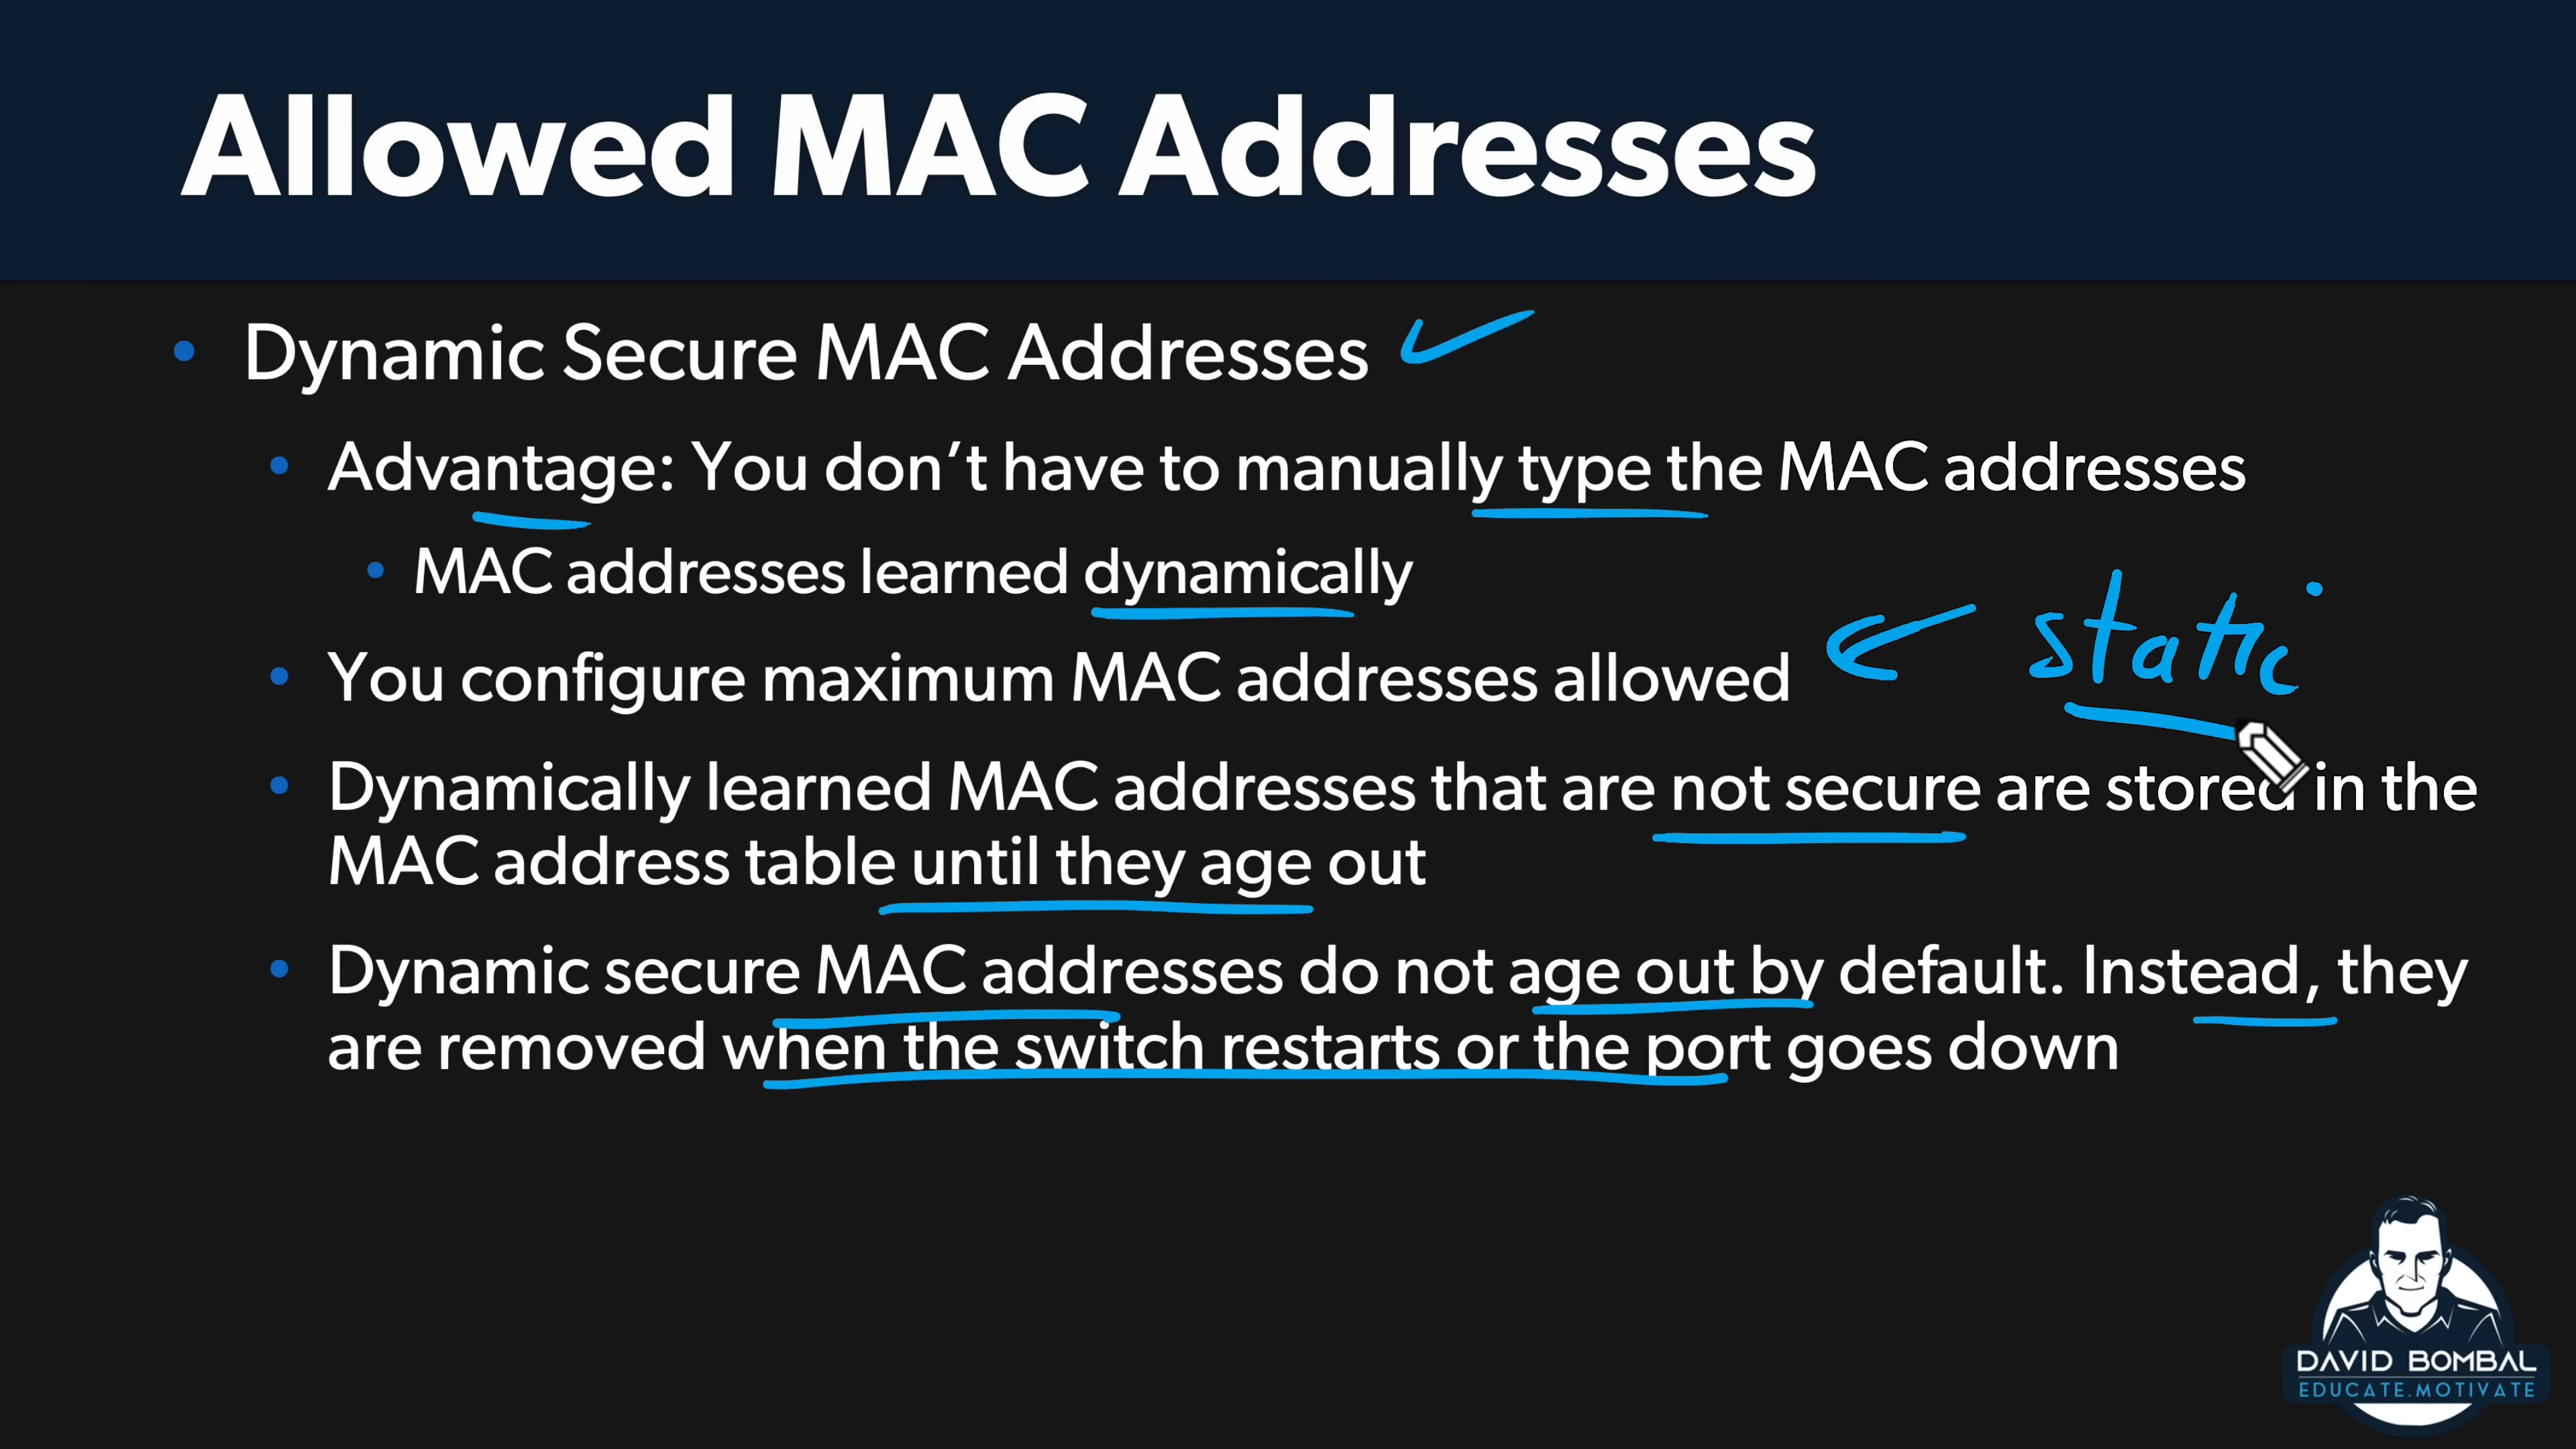 Allowed MAC Addresses
• Dynamic Secure MAC Addresses
• Advantage: You don’t have to manually type the MAC addresses
• MAC addresses learned dynamically
static
• You configure maximum MAC addresses allowed
• Dynamically learned MAC addresses that are not secure are stored in the
MAC address table until they age out
• Dynamic secure MAC addresses do not age out by default. Instead, they
are removed when the switch restarts or the port goes down
DAVID BOMBAL
EDUCATE.MOTIVATE